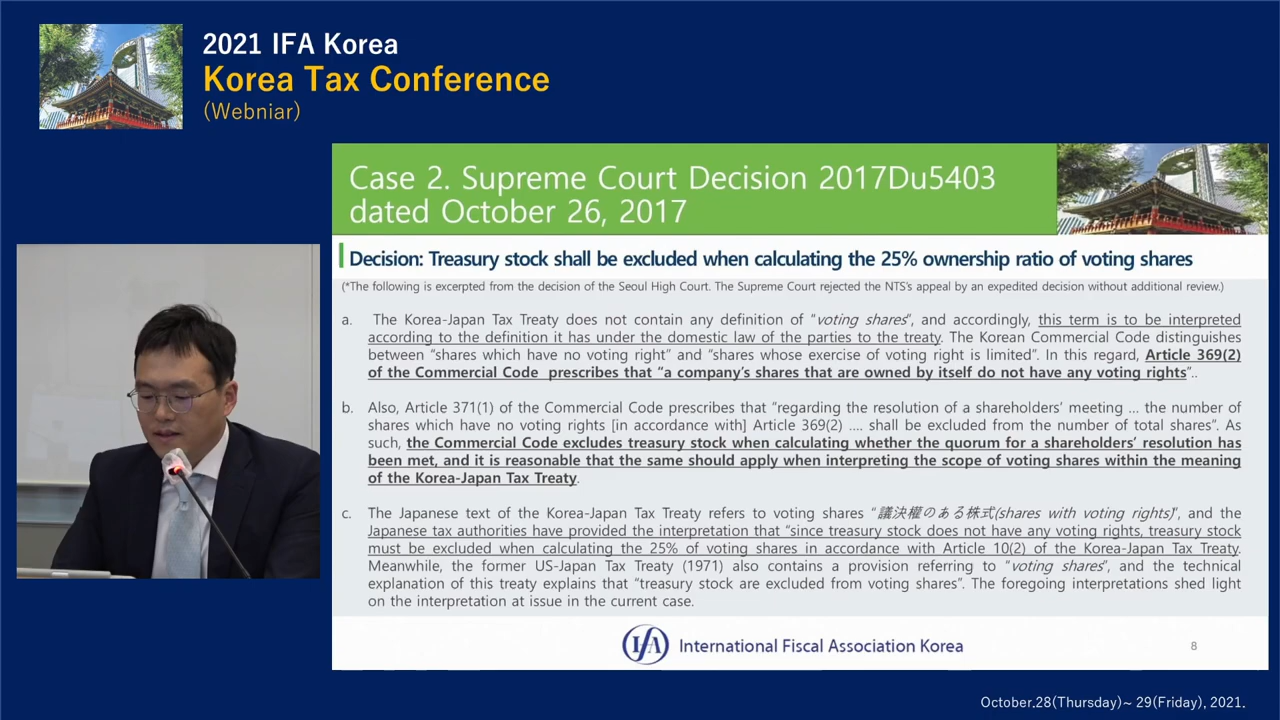 2021 IFA Korea
Korea Tax Conference
(Webniar)
Case 2. Supreme Court Decision 2017Du5403
dated October 26, 2017
Decision: Treasury stock shall be excluded when calculating the 25% ownership ratio of voting shares
(*The following is excerpted from the decision of the Seoul High Court. The Supreme Court rejected the NTS's appeal by an expedited decision without additional review.)
a. The Korea-Japan Tax Treaty does not contain any definition of "voting shares", and accordingly, this term is to be interpreted
according to the definition it has under the domestic law of the parties to the treaty. The Korean Commercial Code distinguishes
between "shares which have no voting right" and "shares whose exercise of voting right is limited". In this regard, Article 369(2)
of the Commercial Code prescribes that "a company's shares that are owned by itself do not have any voting rights"..
b. Also, Article 371(1) of the Commercial Code prescribes that "regarding the resolution of a shareholders' meeting ... the number of
shares which have no voting rights [in accordance with] Article 369(2) .... shall be excluded from the number of total shares". As
such, the Commercial Code excludes treasury stock when calculating whether the quorum for a shareholders' resolution has
been met, and it is reasonable that the same should apply when interpreting the scope of voting shares within the meaning
of the Korea-Japan Tax Treaty.
c. The Japanese text of the Korea-Japan Tax Treaty refers to voting shares "議決權のある株式(shares with voting rights)", and the
Japanese tax authorities have provided the interpretation that "since treasury stock does not have any voting rights, treasury stock
must be excluded when calculating the 25% of voting shares in accordance with Article 10(2) of the Korea-Japan Tax Treaty.
Meanwhile, the former US-Japan Tax Treaty (1971) also contains a provision referring to "voting shares", and the technical
explanation of this treaty explains that "treasury stock are excluded from voting shares". The foregoing interpretations shed light
on the interpretation at issue in the current case.
IFA International Fiscal Association Korea
8
October.28(Thursday)~ 29(Friday), 2021.